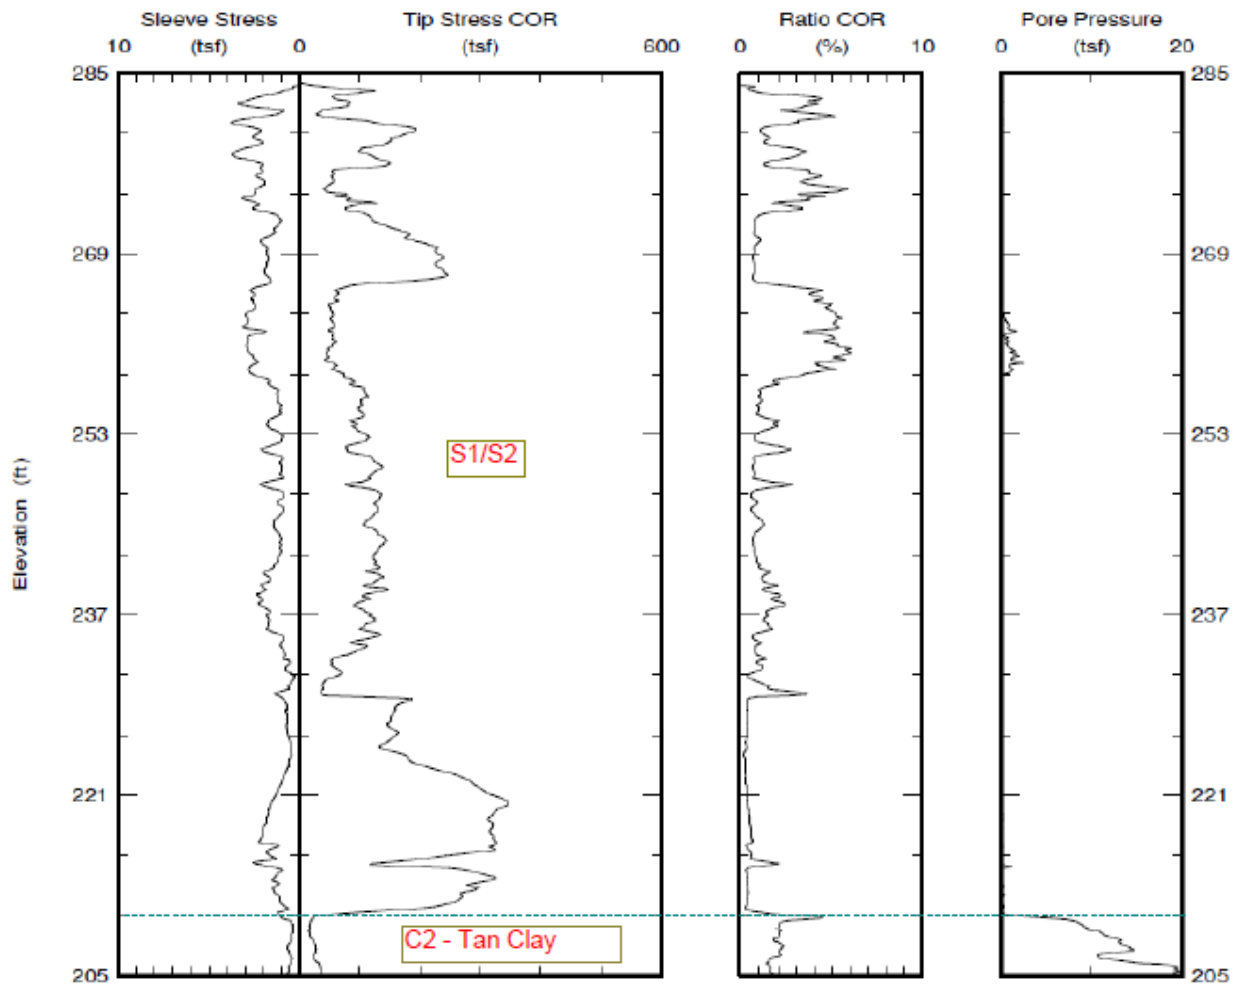 Sleeve Stress Tip Stress COR Ratio COR Pore Pressure
(tsf) (tsf) (%) (tsf)
10 0 600 0 10 0 20
285 285
269 269
253 253
S1/S2
Elevation (ft)
237 237
221 221
C2 - Tan Clay
205 205